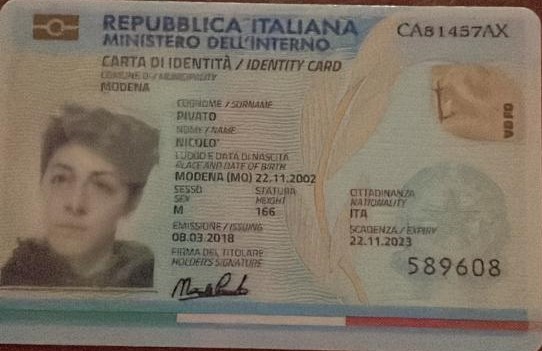 REPUBBLICA ITALIANA
MINISTERO DELL'INTERNO
CA81457AX
CARTA DI IDENTITÀ / IDENTITY CARD
COMUNE DI / MUNICIPALITY
MODENA
COGNOME / SURNAME
PIVATO
NOME / NAME
NICOLO'
LUOGO E DATA DI NASCITA
PLACE AND DATE OF BIRTH
MODENA (MO) 22.11.2002
SESSO
SEX
M
STATURA
HEIGHT
166
CITTADINANZA
NATIONALITY
ITA
EMISSIONE / ISSUING
08.03.2018
SCADENZA / EXPIRY
22.11.2023
FIRMA DEL TITOLARE
HOLDER'S SIGNATURE
589608